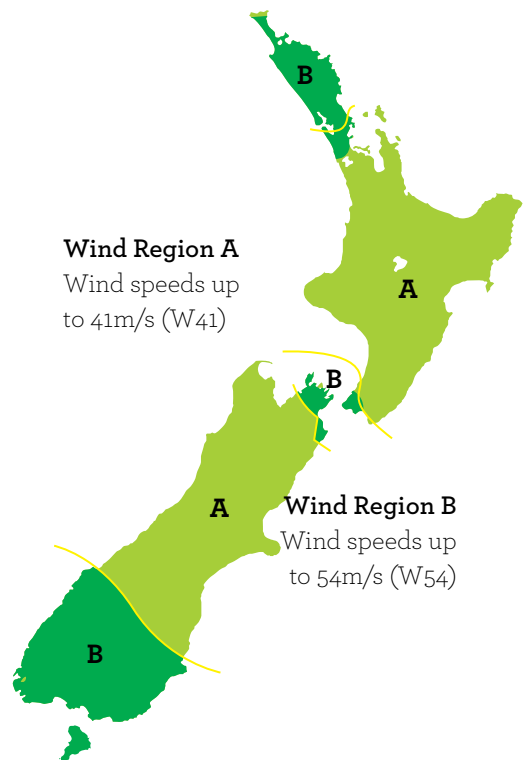 B
Wind Region A
Wind speeds up
to 41m/s (W41)
A
B
A
Wind Region B
Wind speeds up
to 54m/s (W54)
B